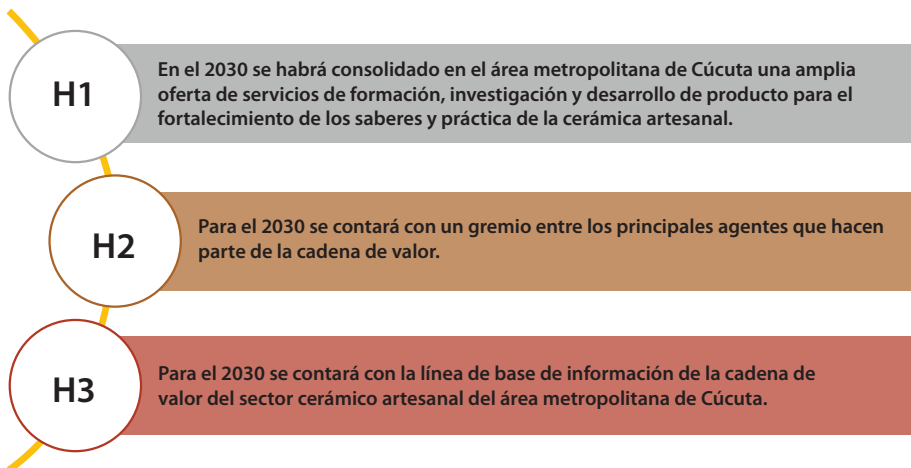 H1
En el 2030 se habrá consolidado en el área metropolitana de Cúcuta una amplia
oferta de servicios de formación, investigación y desarrollo de producto para el
fortalecimiento de los saberes y práctica de la cerámica artesanal.
H2
Para el 2030 se contará con un gremio entre los principales agentes que hacen
parte de la cadena de valor.
H3
Para el 2030 se contará con la línea de base de información de la cadena de
valor del sector cerámico artesanal del área metropolitana de Cúcuta.